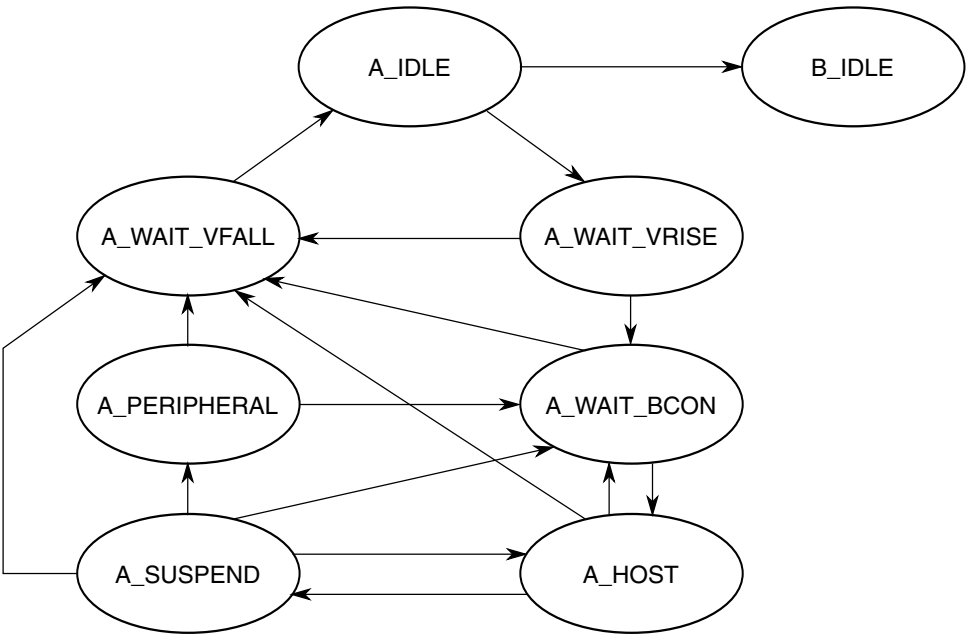 A_IDLE
B_IDLE
A_WAIT_VFALL
A_WAIT_VRISE
A_PERIPHERAL
A_WAIT_BCON
A_SUSPEND
A_HOST